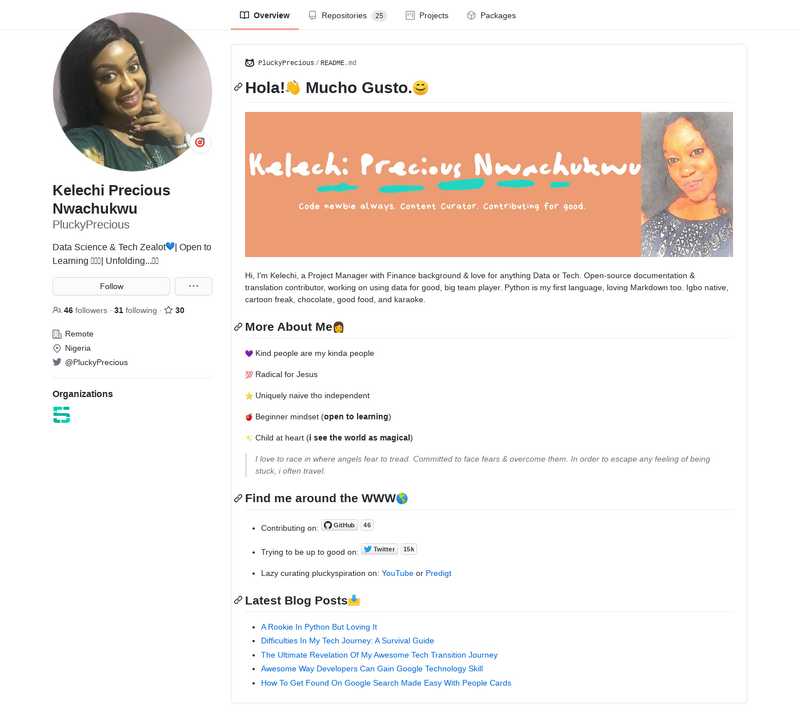 Overview Repositories 25 Projects Packages
Kelechi Precious
Nwachukwu
PluckyPrecious
Data Science & Tech Zealot💙| Open to
Learning | Unfolding...
Follow
46 followers · 31 following · 30
Remote
Nigeria
@PluckyPrecious
Organizations
PluckyPrecious/README.md
Hola!👋 Mucho Gusto.😊
Kelechi Precious Nwachukwu
Code newbie always. Content Curator. Contributing for good.
Hi, I'm Kelechi, a Project Manager with Finance background & love for anything Data or Tech. Open-source documentation &
translation contributor, working on using data for good, big team player. Python is my first language, loving Markdown too. Igbo native,
cartoon freak, chocolate, good food, and karaoke.
More About Me👩
💜 Kind people are my kinda people
💯 Radical for Jesus
⭐ Uniquely naive tho independent
🍎 Beginner mindset (open to learning)
✨ Child at heart (i see the world as magical)
I love to race in where angels fear to tread. Committed to face fears & overcome them. In order to escape any feeling of being
stuck, i often travel.
Find me around the WWW🌎
Contributing on: GitHub 46
Trying to be up to good on: Twitter 15k
Lazy curating pluckyspiration on: YouTube or Predigt
Latest Blog Posts📥
A Rookie In Python But Loving It
Difficulties In My Tech Journey: A Survival Guide
The Ultimate Revelation Of My Awesome Tech Transition Journey
Awesome Way Developers Can Gain Google Technology Skill
How To Get Found On Google Search Made Easy With People Cards